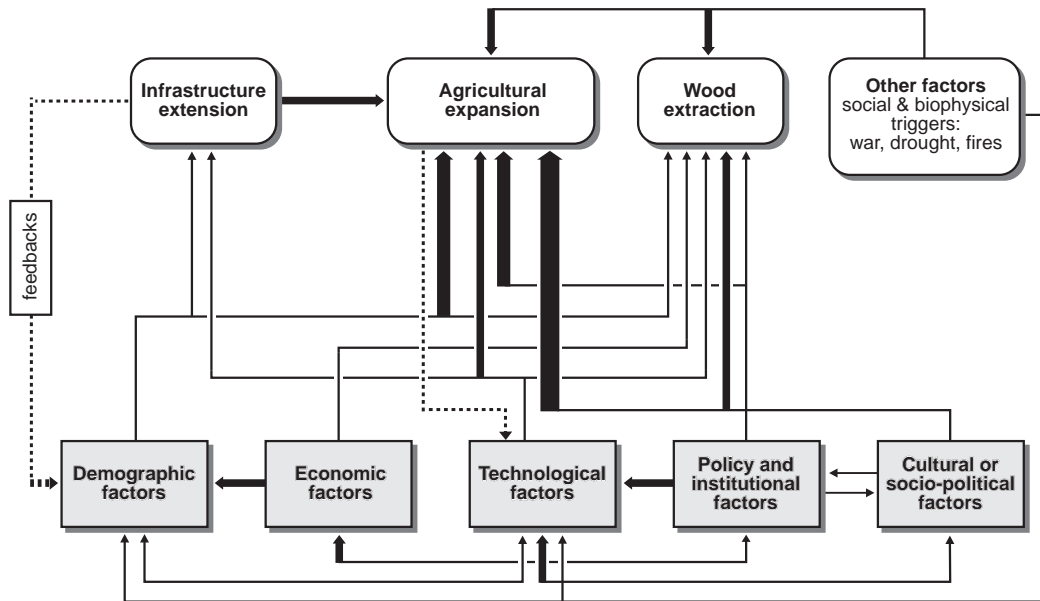 Infrastructure
extension
Agricultural
expansion
Wood
extraction
Other factors
social & biophysical
triggers:
war, drought, fires
feedbacks
Demographic
factors
Economic
factors
Technological
factors
Policy and
institutional
factors
Cultural or
socio-political
factors